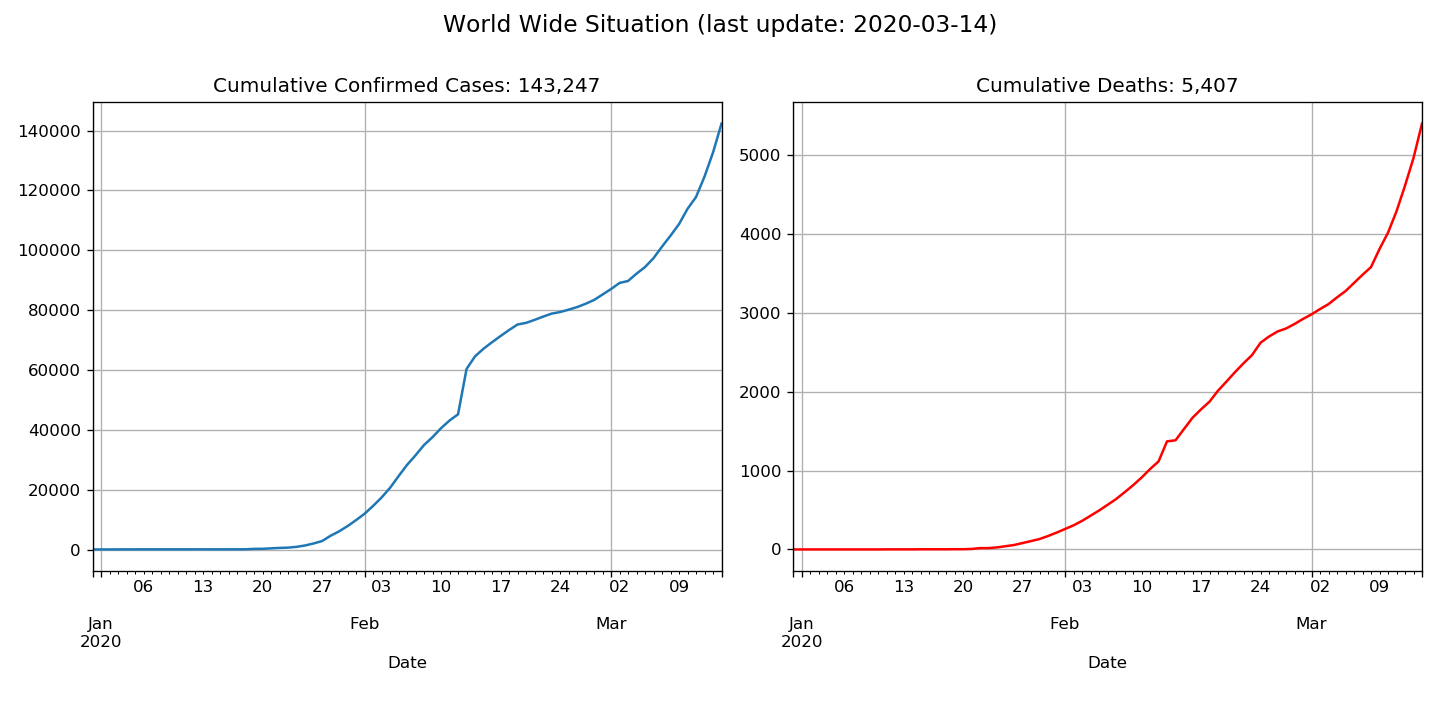 World Wide Situation (last update: 2020-03-14)
Cumulative Confirmed Cases: 143,247
140000
120000
100000
80000
60000
40000
20000
0
06 13 20 27 03 10 17 24 02 09
Jan Feb Mar
2020
Date
Cumulative Deaths: 5,407
5000
4000
3000
2000
1000
0
06 13 20 27 03 10 17 24 02 09
Jan Feb Mar
2020
Date